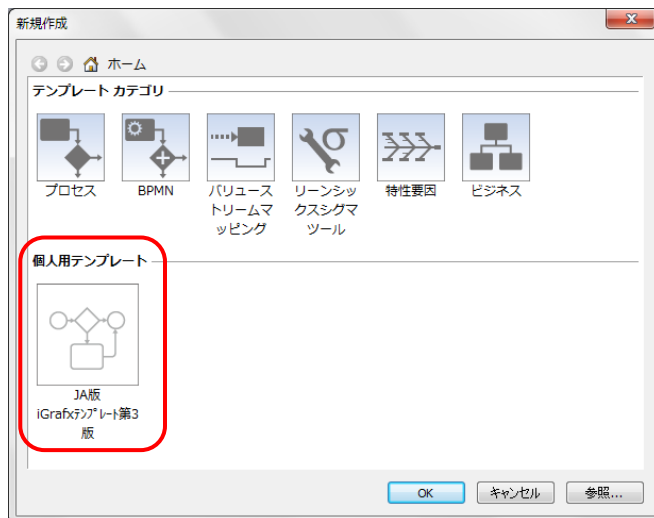 新規作成
ホーム
テンプレート カテゴリ
プロセス
BPMN
バリュース
トリームマ
ッピング
リーンシッ
クスシグマ
ツール
特性要因
ビジネス
個人用テンプレート
JA版
iGrafxﾃﾝﾌﾟﾚｰﾄ第3
版
OK
キャンセル
参照...